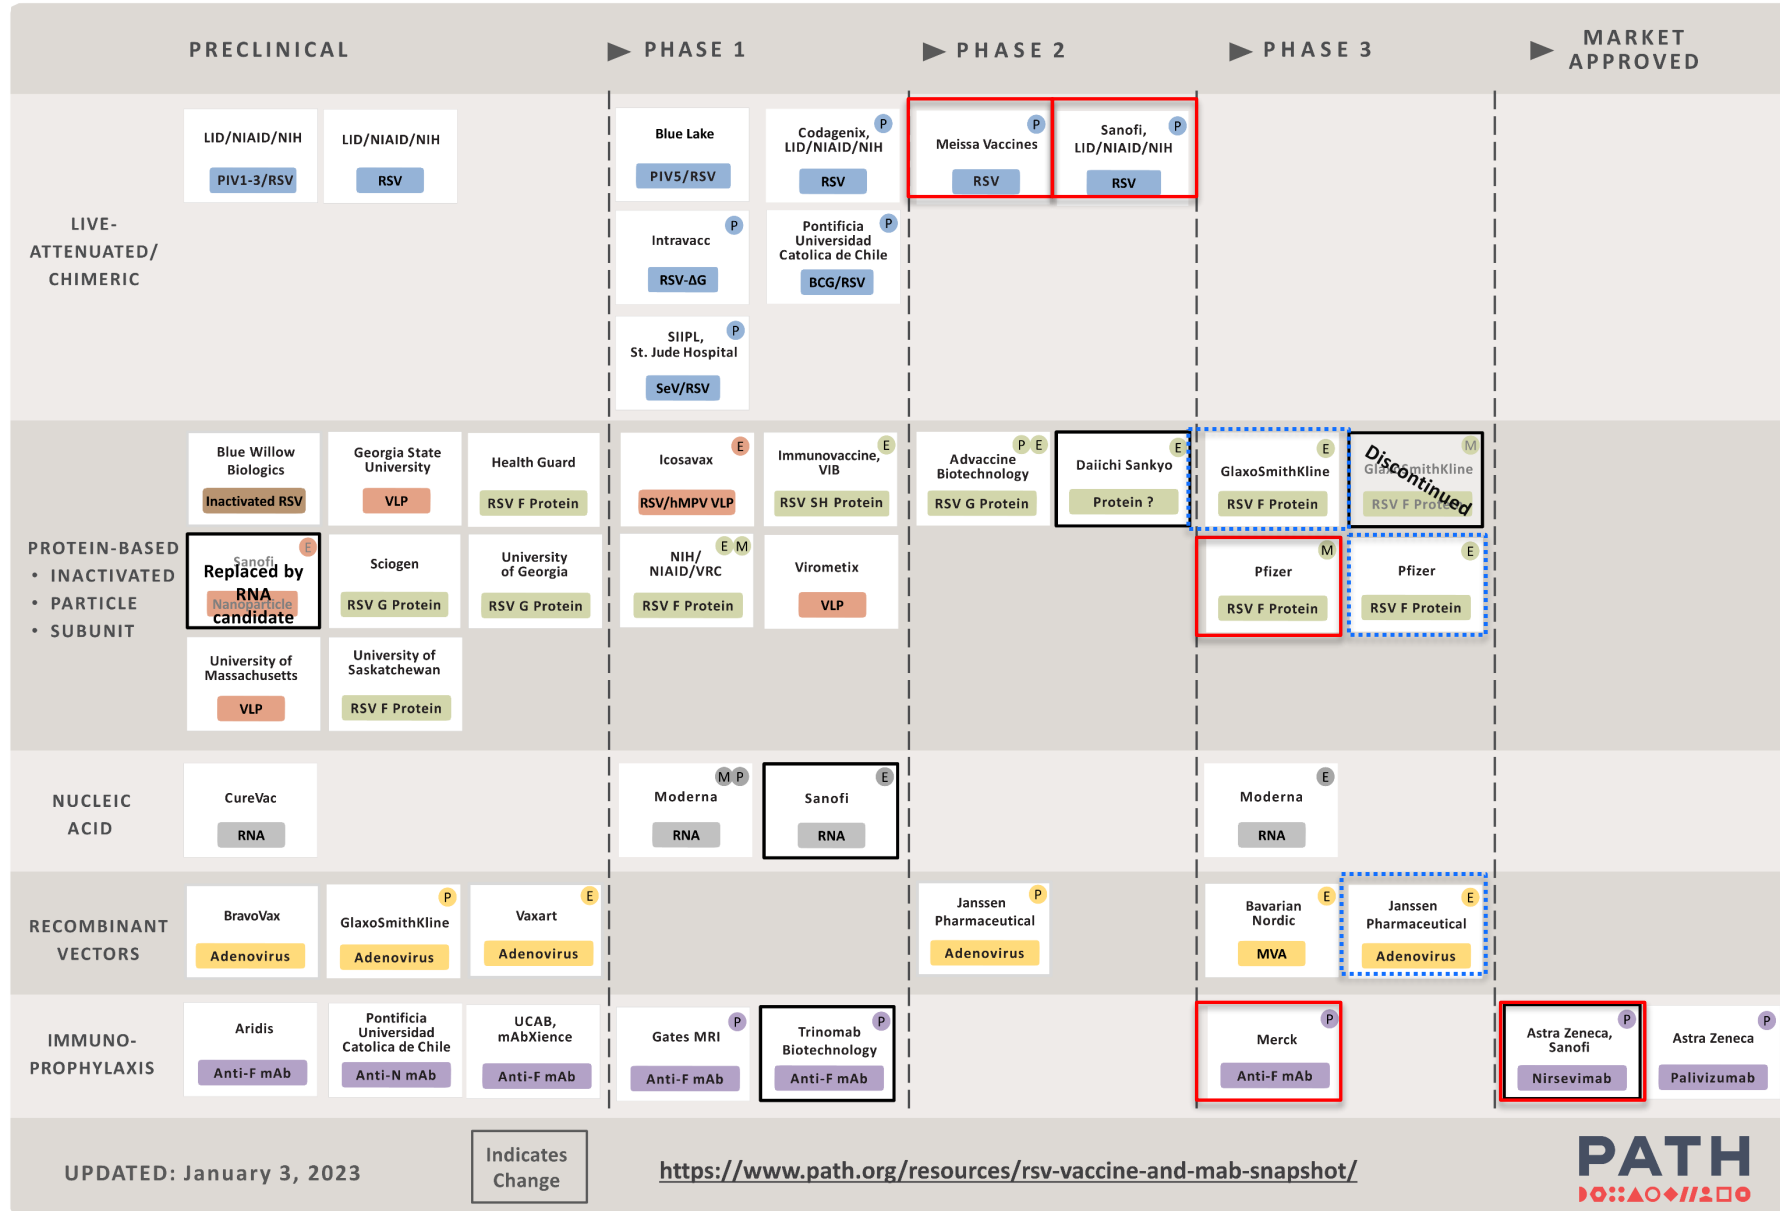 PRECLINICAL
PHASE 1
PHASE 2
PHASE 3
MARKET
APPROVED
LIVE-
ATTENUATED/
CHIMERIC
LID/NIAID/NIH
PIV1-3/RSV
LID/NIAID/NIH
RSV
Blue Lake
PIV5/RSV
P
Codagenix,
LID/NIAID/NIH
RSV
P
Meissa Vaccines
RSV
P
Sanofi,
LID/NIAID/NIH
RSV
P
Intravacc
RSV-ΔG
P
Pontificia
Universidad
Catolica de Chile
BCG/RSV
P
SIIPL,
St. Jude Hospital
SeV/RSV
PROTEIN-BASED
• INACTIVATED
• PARTICLE
• SUBUNIT
Blue Willow
Biologics
Inactivated RSV
Georgia State
University
VLP
Health Guard
RSV F Protein
E
Icosavax
RSV/hMPV VLP
E
Immunovaccine,
VIB
RSV SH Protein
P E
Advaccine
Biotechnology
RSV G Protein
E
Daiichi Sankyo
Protein ?
E
GlaxoSmithKline
RSV F Protein
M
GlaxoSmithKline
RSV F Protein
Discontinued
E
Sanofi
Nanoparticle
Replaced by
RNA
candidate
Sciogen
RSV G Protein
University
of Georgia
RSV G Protein
E M
NIH/
NIAID/VRC
RSV F Protein
Virometix
VLP
M
Pfizer
RSV F Protein
E
Pfizer
RSV F Protein
University of
Massachusetts
VLP
University of
Saskatchewan
RSV F Protein
NUCLEIC
ACID
CureVac
RNA
M P
Moderna
RNA
E
Sanofi
RNA
E
Moderna
RNA
RECOMBINANT
VECTORS
BravoVax
Adenovirus
P
GlaxoSmithKline
Adenovirus
E
Vaxart
Adenovirus
P
Janssen
Pharmaceutical
Adenovirus
E
Bavarian
Nordic
MVA
E
Janssen
Pharmaceutical
Adenovirus
IMMUNO-
PROPHYLAXIS
Aridis
Anti-F mAb
Pontificia
Universidad
Catolica de Chile
Anti-N mAb
UCAB,
mAbXience
Anti-F mAb
P
Gates MRI
Anti-F mAb
P
Trinomab
Biotechnology
Anti-F mAb
P
Merck
Anti-F mAb
P
Astra Zeneca,
Sanofi
Nirsevimab
P
Astra Zeneca
Palivizumab
UPDATED: January 3, 2023
Indicates
Change
https://www.path.org/resources/rsv-vaccine-and-mab-snapshot/
PATH